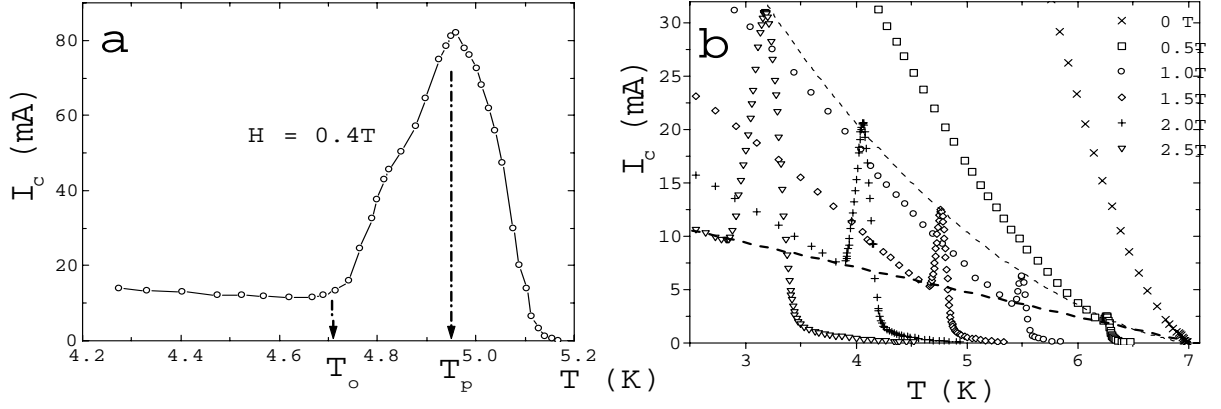 a
I_c (mA)
80
60
40
20
0
H = 0.4T
4.2 4.4 4.6 4.8 5.0 5.2
T_o T_p T (K)
b
I_c (mA)
30
25
20
15
10
5
0
0 T
0.5T
1.0T
1.5T
2.0T
2.5T
3 4 5 6 7
T (K)